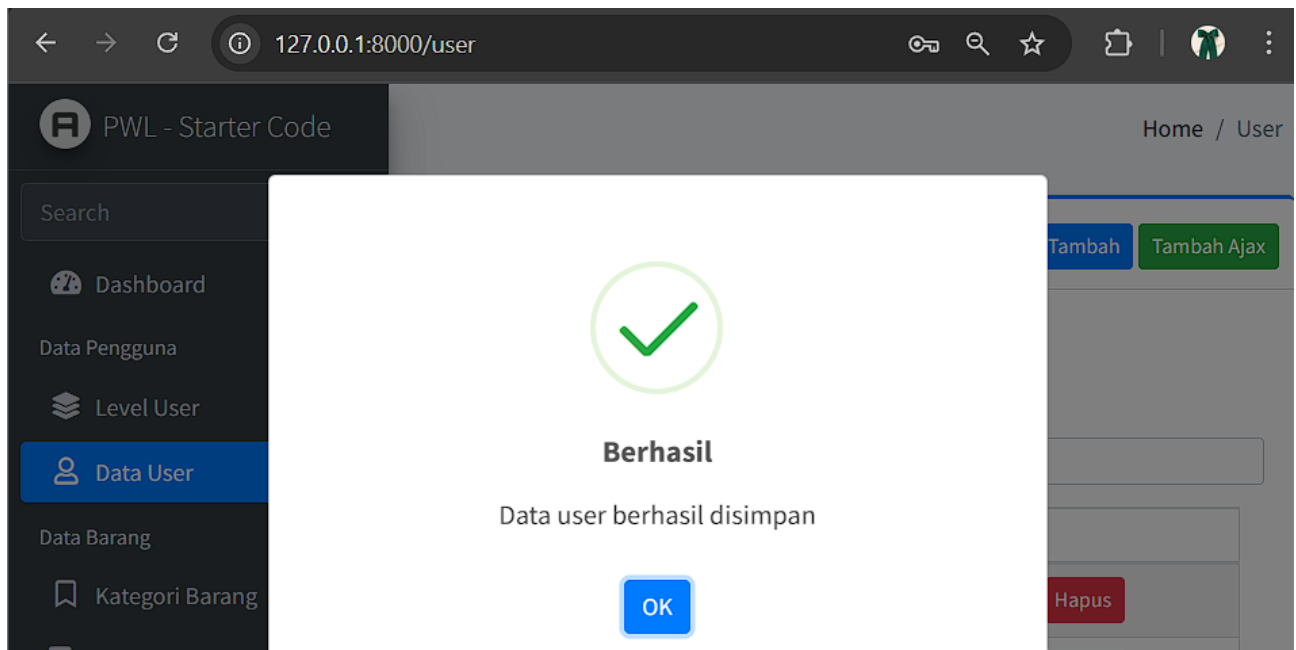 127.0.0.1:8000/user
PWL - Starter Code
Home / User
Search
Tambah
Tambah Ajax
Dashboard
Data Pengguna
Level User
Data User
Data Barang
Kategori Barang
Berhasil
Data user berhasil disimpan
OK
Hapus